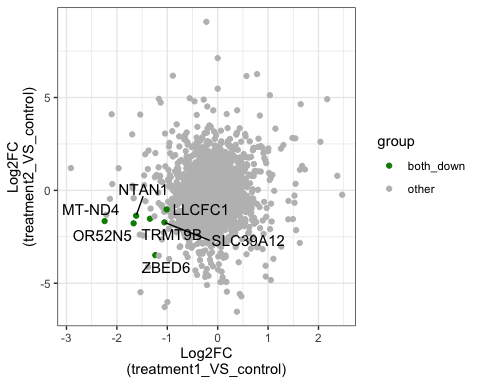 5
0
-5
-3
-2
-1
0
1
2
Log2FC
(treatment2_VS_control)
Log2FC
(treatment1_VS_control)
NTAN1
MT-ND4
LLCFC1
OR52N5
TRMT9B
SLC39A12
ZBED6
group
both_down
other